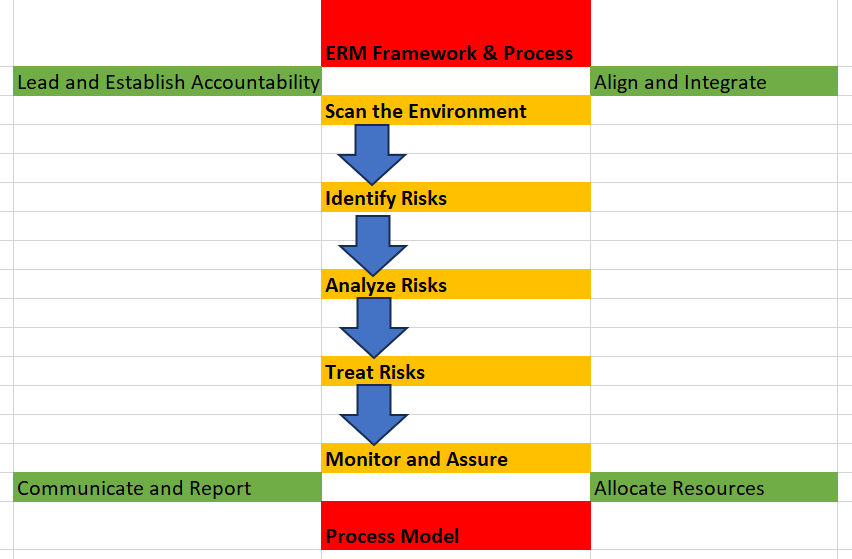 ERM Framework & Process
Lead and Establish Accountability
Align and Integrate
Scan the Environment
Identify Risks
Analyze Risks
Treat Risks
Monitor and Assure
Communicate and Report
Allocate Resources
Process Model